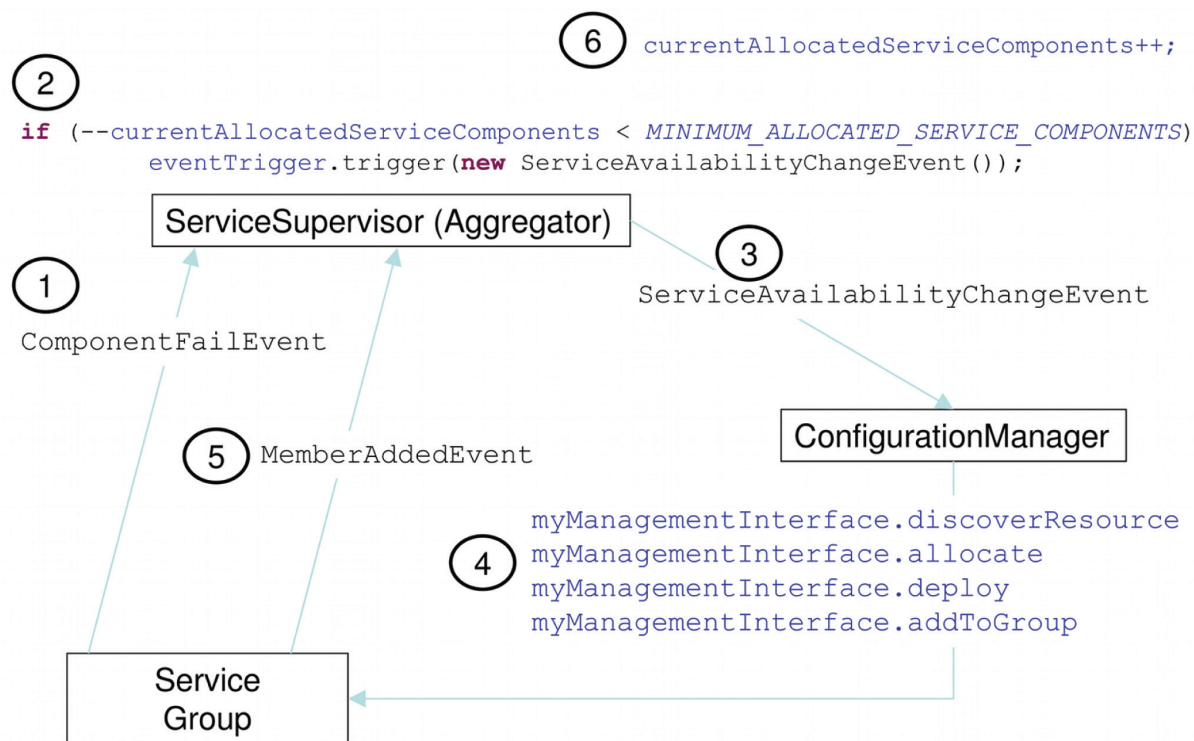 6
currentAllocatedServiceComponents++;
2
if (--currentAllocatedServiceComponents < MINIMUM_ALLOCATED_SERVICE_COMPONENTS)
eventTrigger.trigger(new ServiceAvailabilityChangeEvent());
ServiceSupervisor (Aggregator)
1
ComponentFailEvent
3
ServiceAvailabilityChangeEvent
ConfigurationManager
5
MemberAddedEvent
4
myManagementInterface.discoverResource
myManagementInterface.allocate
myManagementInterface.deploy
myManagementInterface.addToGroup
Service
Group